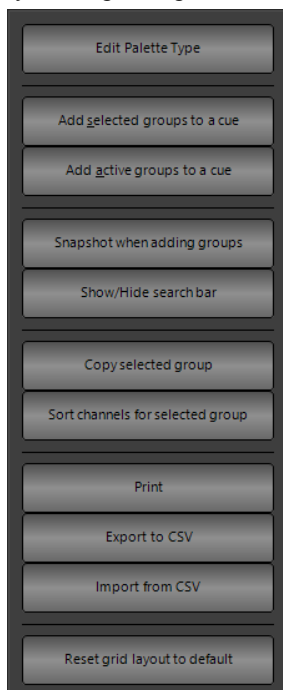 Edit Palette Type
Add selected groups to a cue
Add active groups to a cue
Snapshot when adding groups
Show/Hide search bar
Copy selected group
Sort channels for selected group
Print
Export to CSV
Import from CSV
Reset grid layout to default